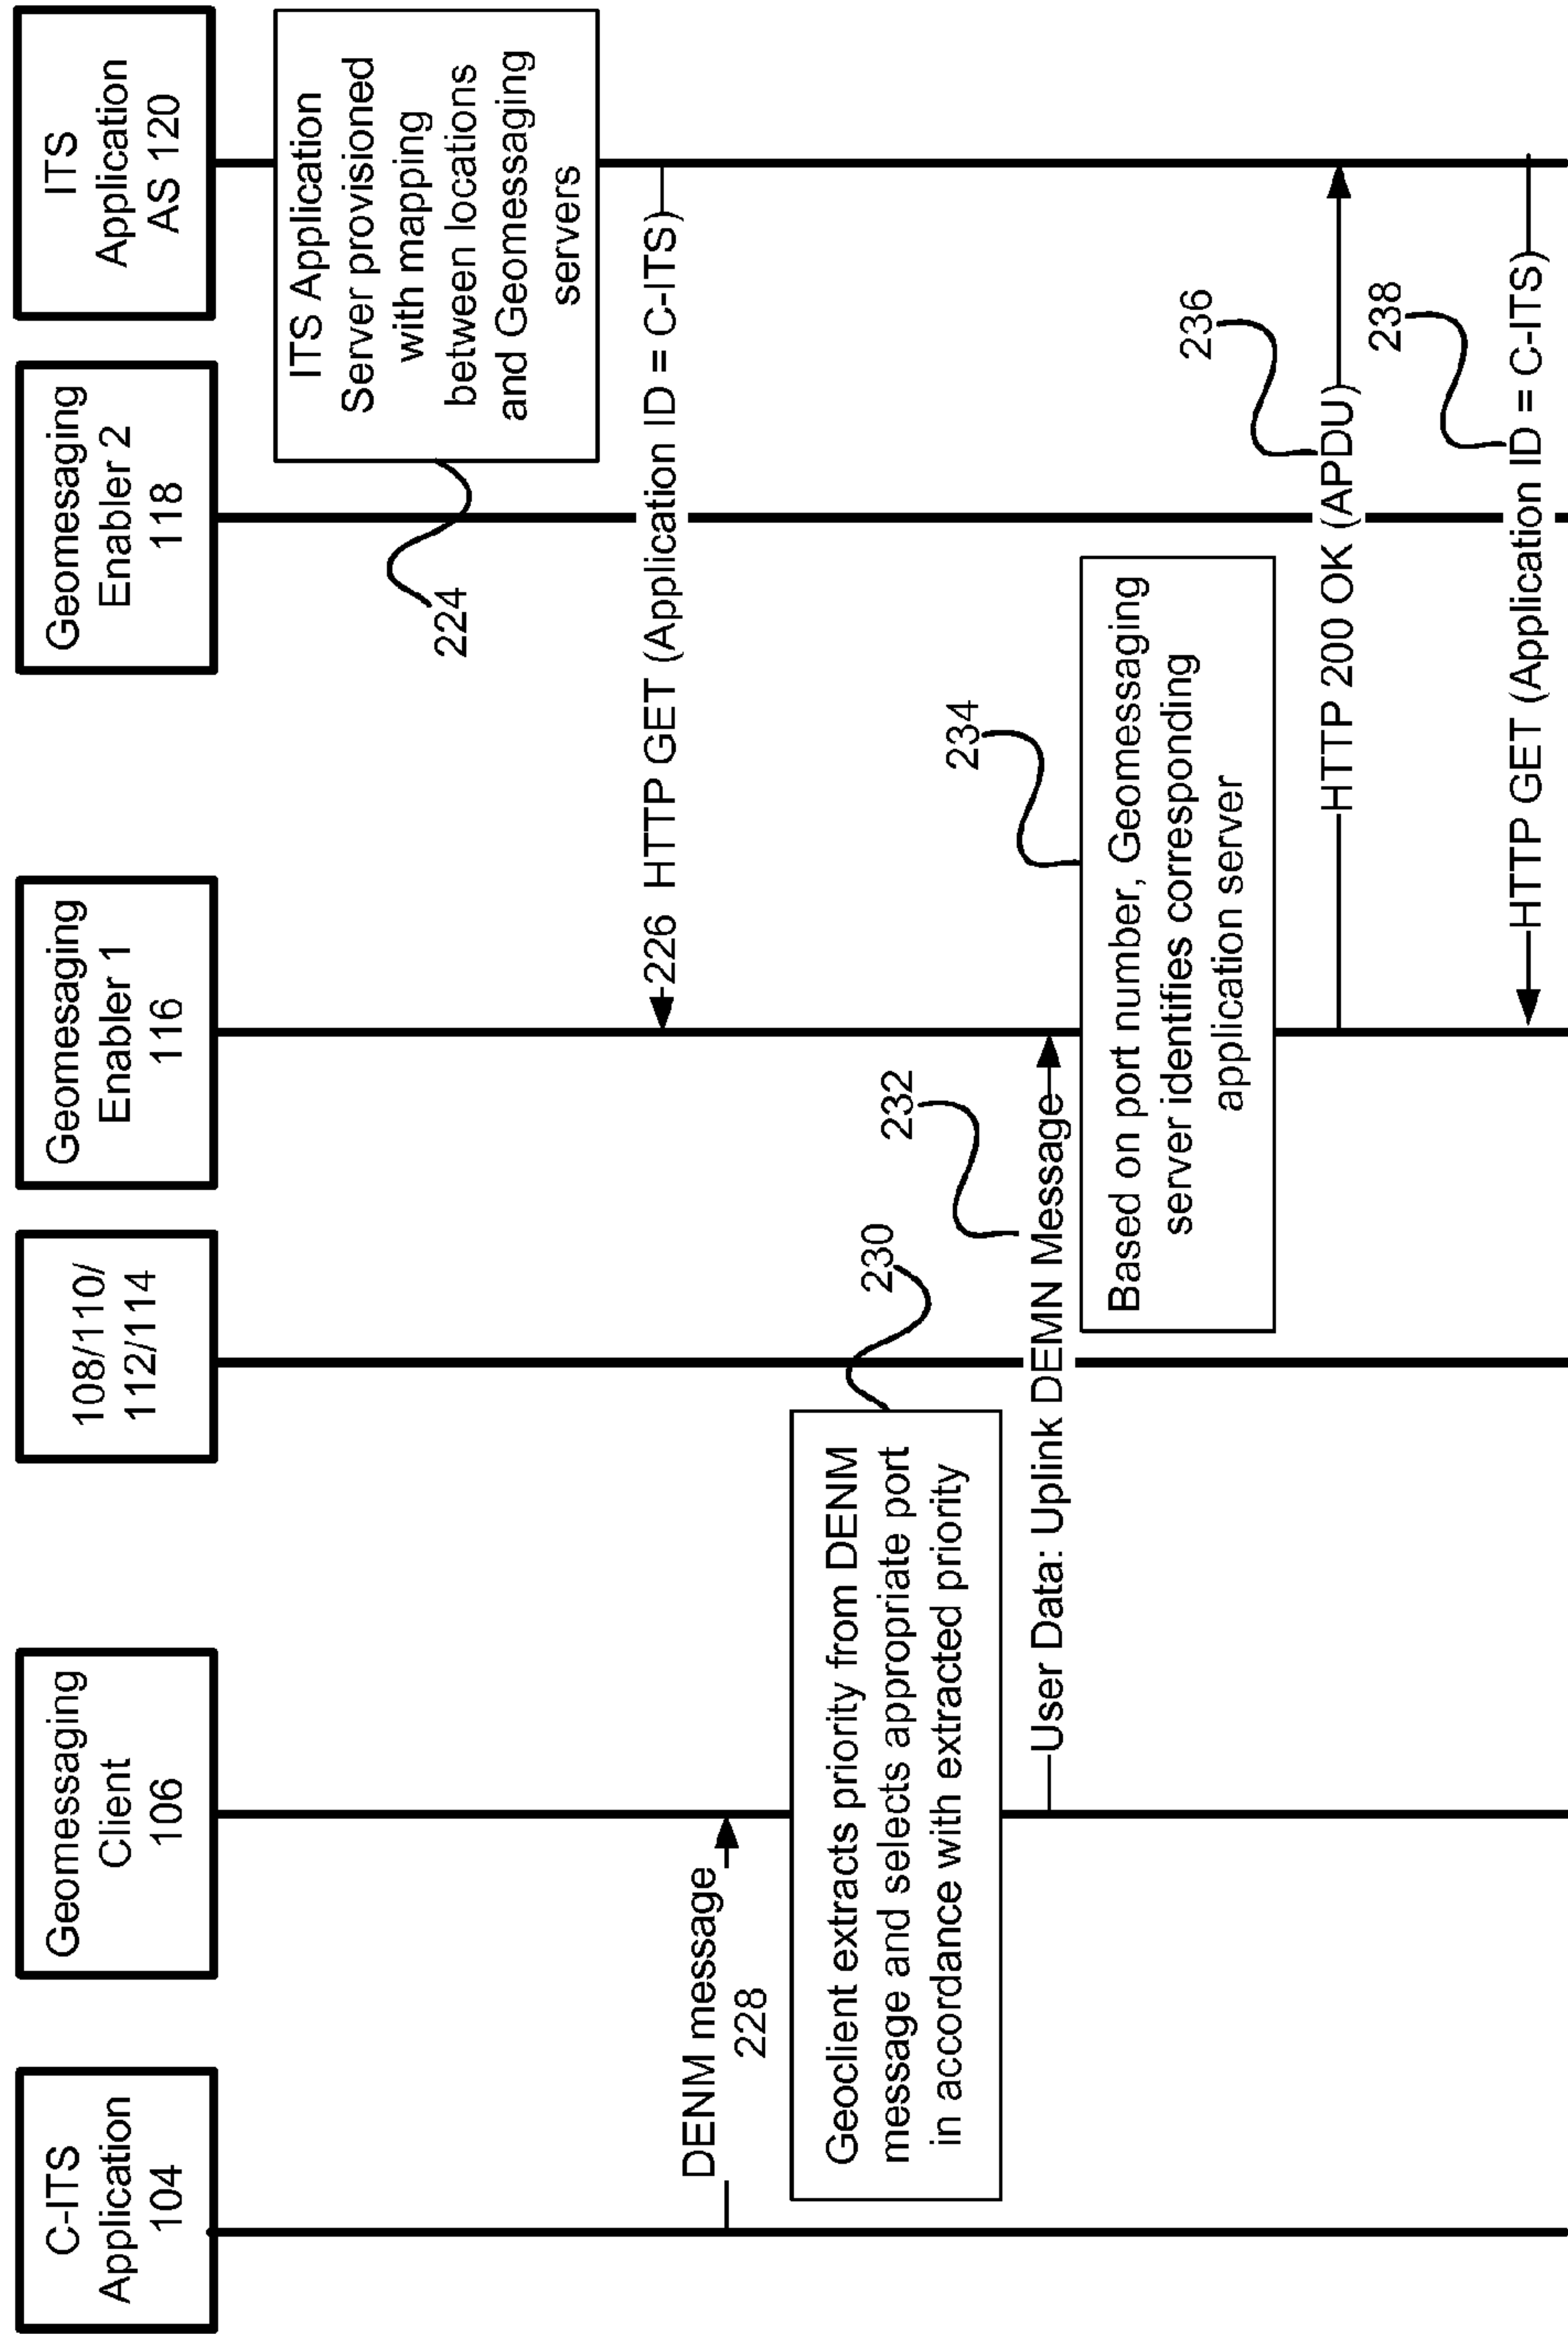 C-ITS
Application
104
Geomessaging
Client
106
108/110/
112/114
Geomesaging
Enabler 1
116
Geomesaging
Enabler 2
118
ITS
Application
AS 120
ITS Application
Server provisioned
with mapping
between locations
and Geomessaging
servers
224
226 HTTP GET (Application ID = C-ITS)
DENM message
228
Geoclient extracts priority from DENM
message and selects appropriate port
in accordance with extracted priority
230
User Data: Uplink DEMN Message
232
Based on port number, Geomessaging
server identifies corresponding
application server
234
HTTP 200 OK (APDU)
236
HTTP GET (Application ID = C-ITS)
238